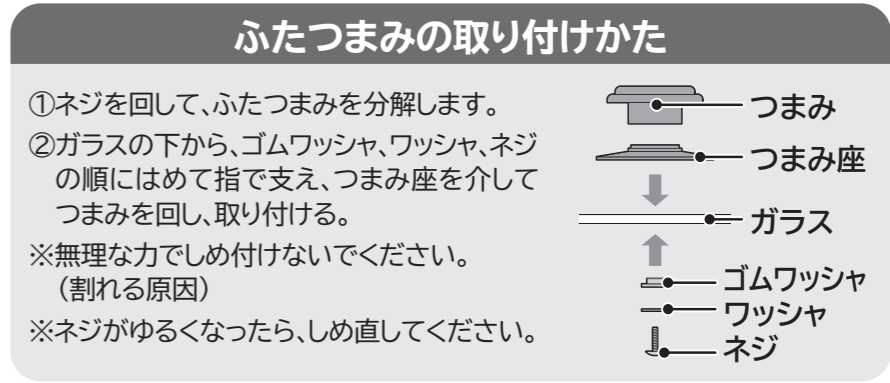 ふたつまみの取り付けかた
①ネジを回して、ふたつまみを分解します。
②ガラスの下から、ゴムワッシャ、ワッシャ、ネジ
の順にはめて指で支え、つまみ座を介して
つまみを回し、取り付ける。
※無理な力でしめ付けないでください。
（割れる原因）
※ネジがゆるくなったら、しめ直してください。
つまみ
つまみ座
ガラス
ゴムワッシャ
ワッシャ
ネジ